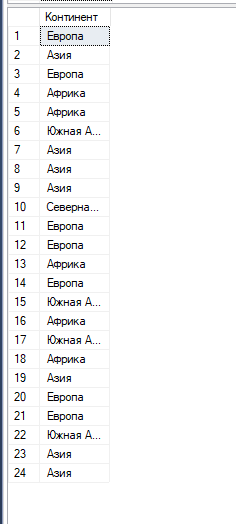 Континент
1 Европа
2 Азия
3 Европа
4 Африка
5 Африка
6 Южная А...
7 Азия
8 Азия
9 Азия
10 Северна...
11 Европа
12 Европа
13 Африка
14 Европа
15 Южная А...
16 Африка
17 Южная А...
18 Африка
19 Азия
20 Европа
21 Европа
22 Южная А...
23 Азия
24 Азия